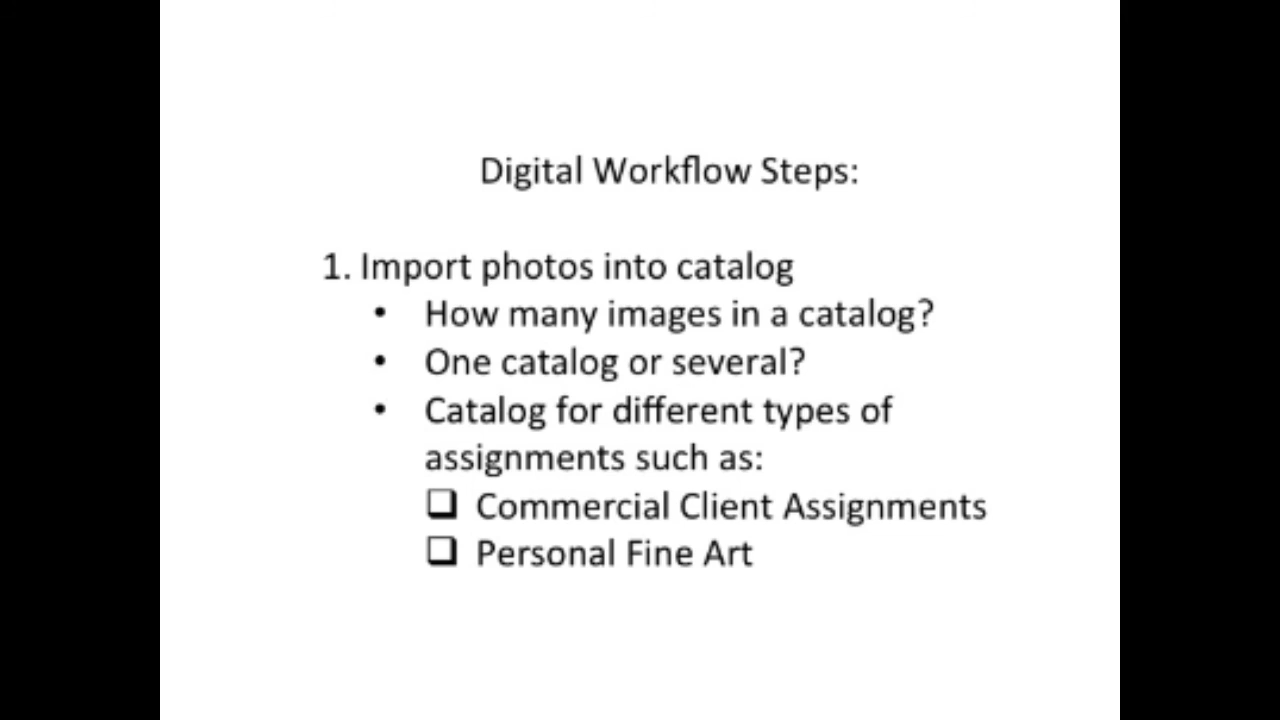 Digital Workflow Steps:
1. Import photos into catalog
• How many images in a catalog?
• One catalog or several?
• Catalog for different types of
assignments such as:
❑ Commercial Client Assignments
❑ Personal Fine Art